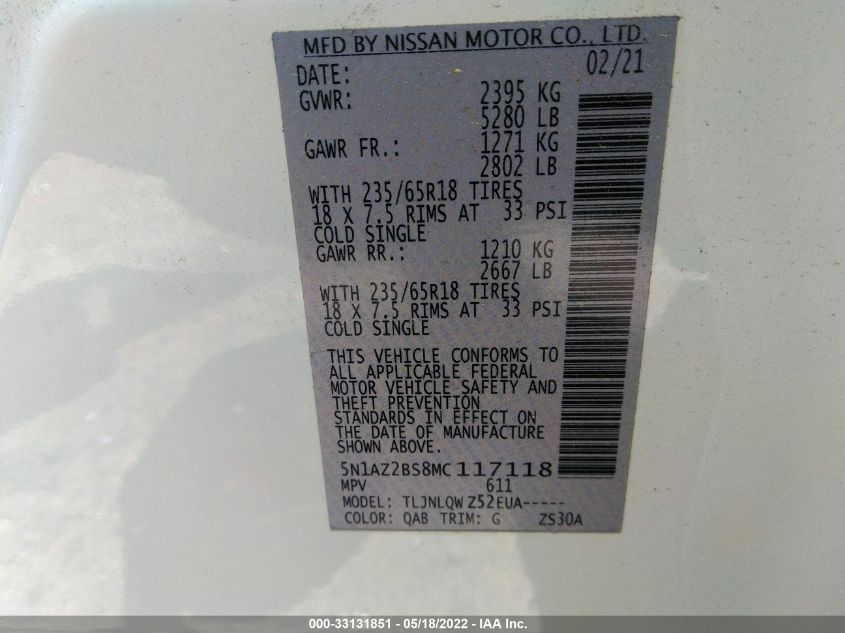 MFD BY NISSAN MOTOR CO., LTD.
DATE: 02/21
GVWR: 2395 KG
5280 LB
GAWR FR.: 1271 KG
2802 LB
WITH 235/65R18 TIRES
18 X 7.5 RIMS AT 33 PSI
COLD SINGLE
GAWR RR.: 1210 KG
2667 LB
WITH 235/65R18 TIRES
18 X 7.5 RIMS AT 33 PSI
COLD SINGLE
THIS VEHICLE CONFORMS TO
ALL APPLICABLE FEDERAL
MOTOR VEHICLE SAFETY AND
THEFT PREVENTION
STANDARDS IN EFFECT ON
THE DATE OF MANUFACTURE
SHOWN ABOVE.
5N1AZ2BS8MC117118
MPV 611
MODEL: TLJNLQW Z52EUA-----
COLOR: QAB TRIM: G ZS30A
000-33131851 - 05/18/2022 - IAA Inc.